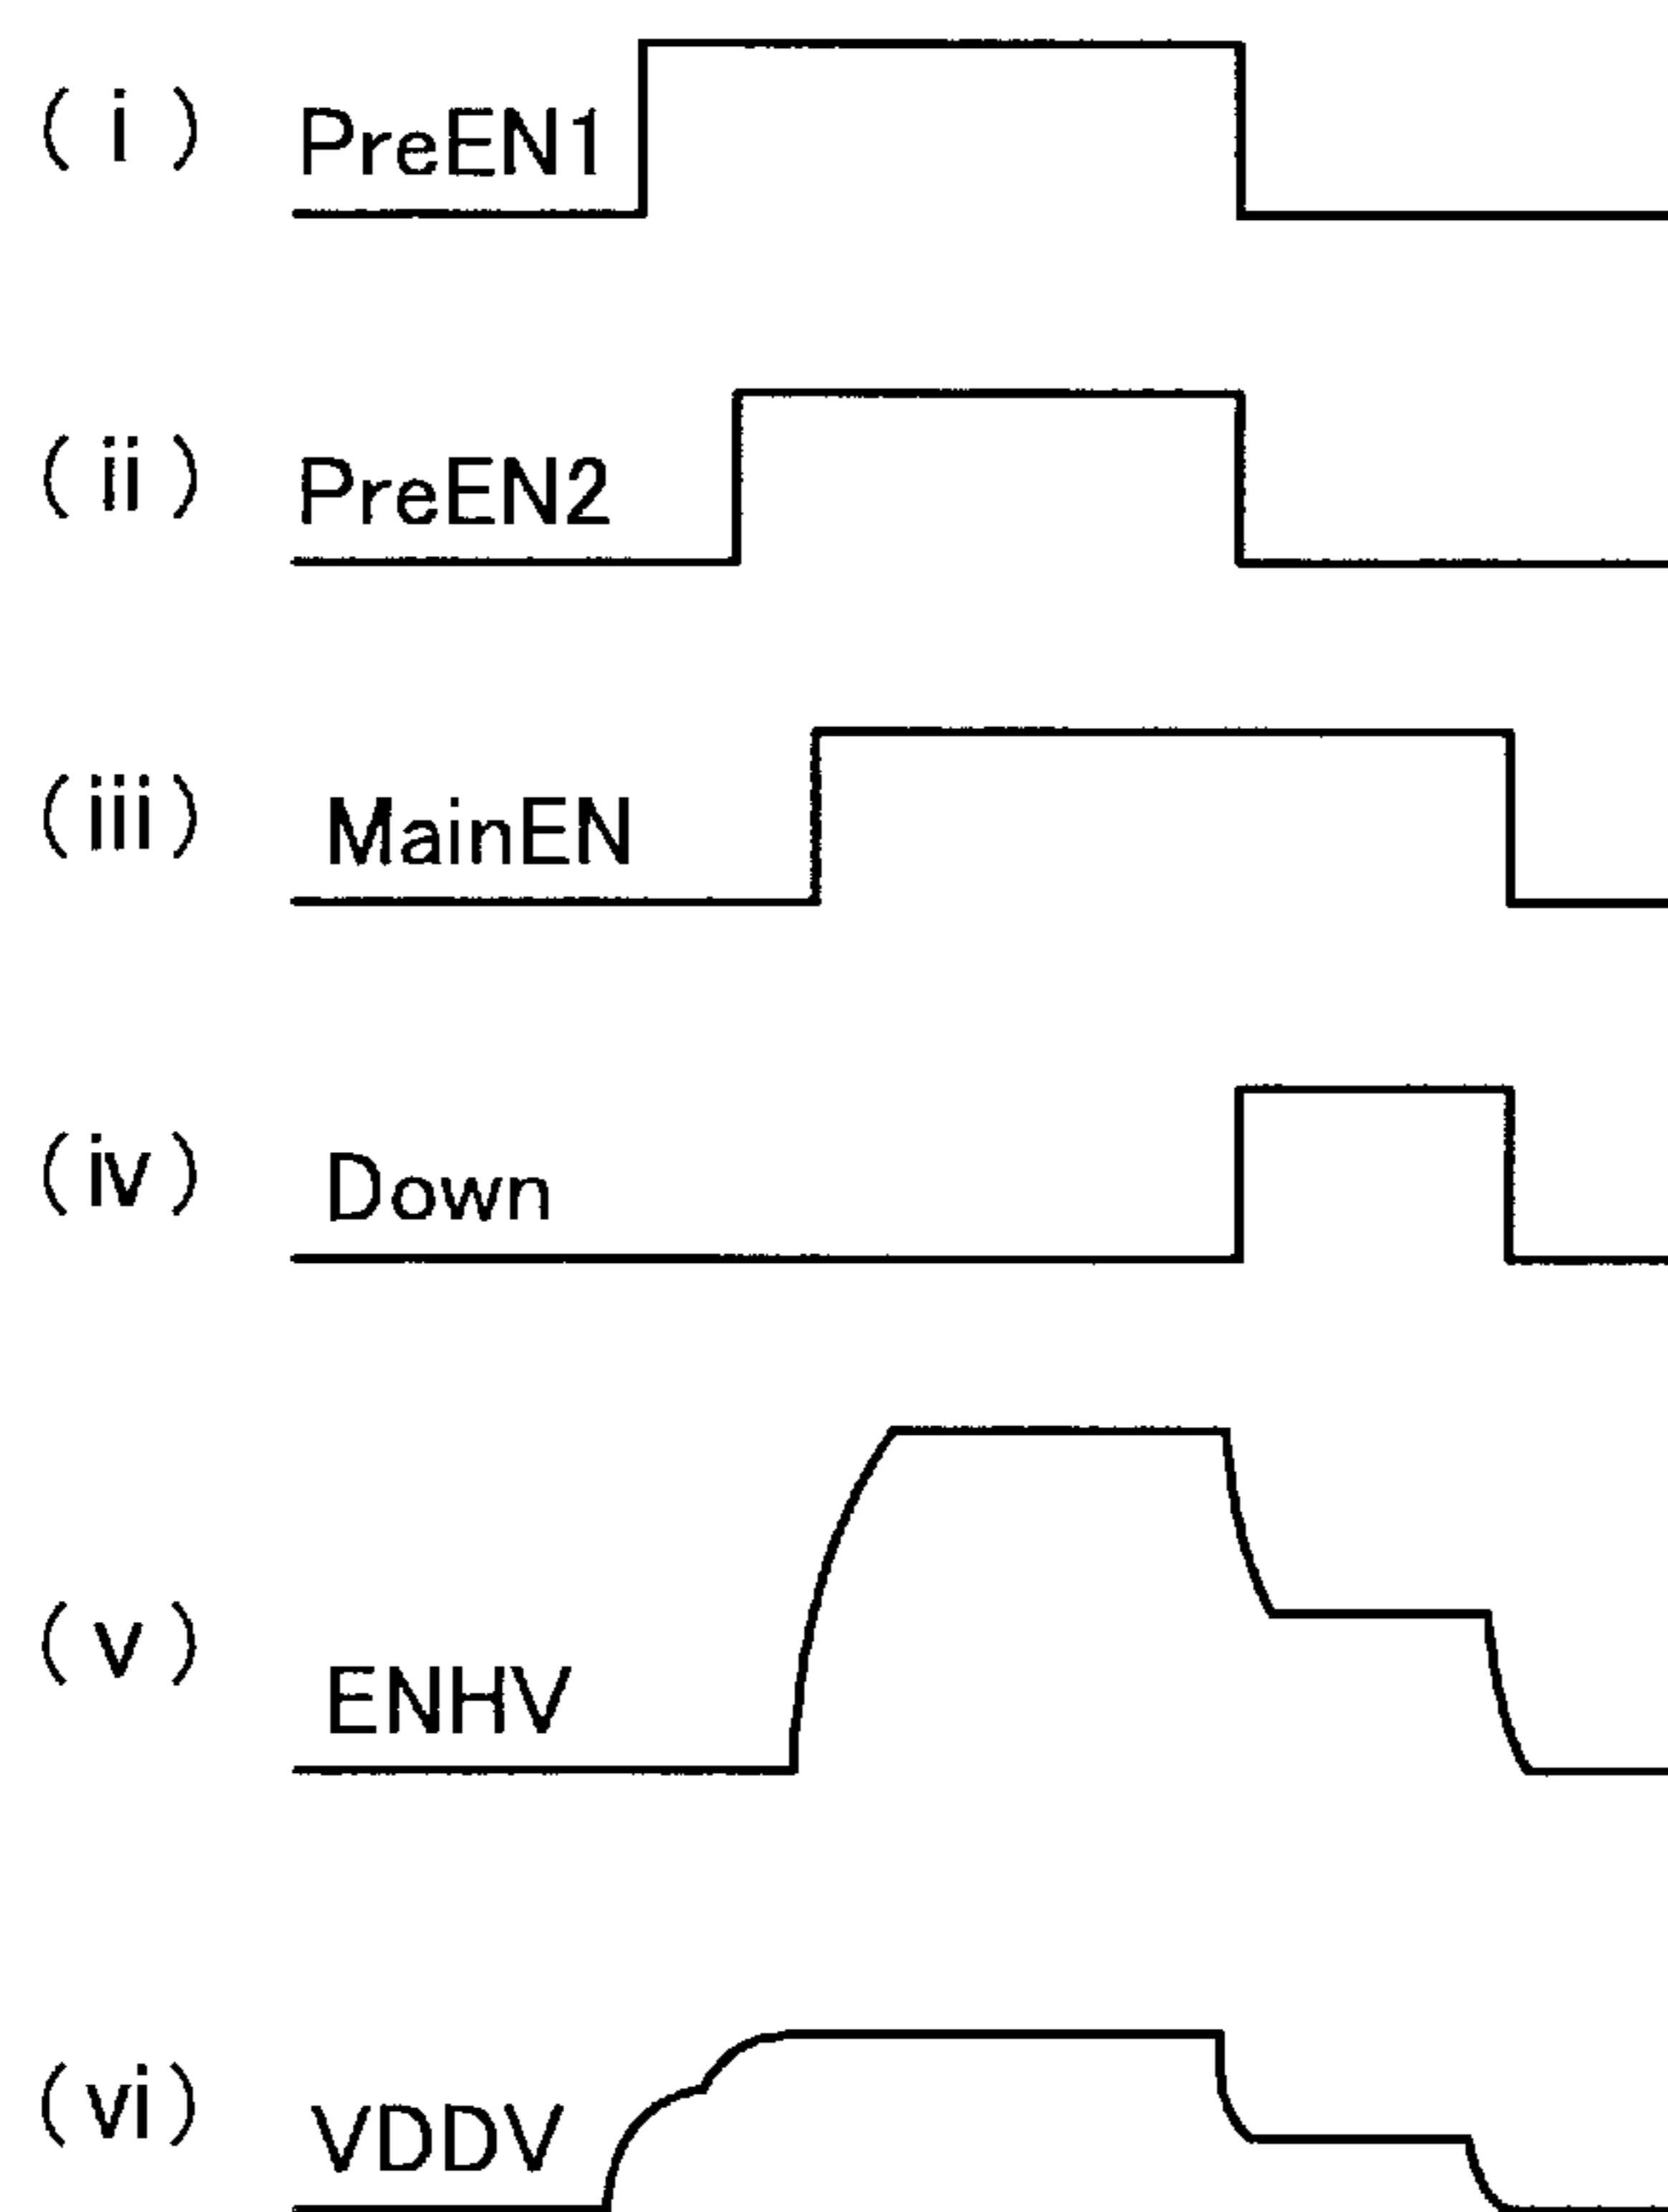 ( i ) PreEN1
( ii ) PreEN2
(iii) MainEN
(iv) Down
( v ) ENHV
(vi) VDDV